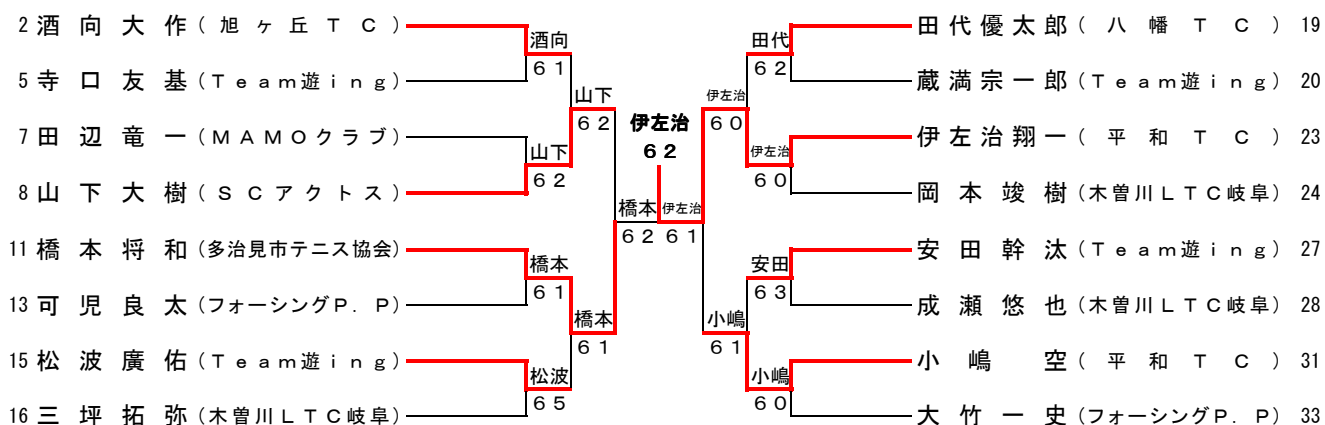 2 酒向大作 (旭ヶ丘TC)
酒向
61
5 寺口友基 (Team遊ing)
山下
62
7 田辺竜一 (MAMOクラブ)
山下
62
8 山下大樹 (SCアクトス)
橋本
62
11 橋本将和 (多治見市テニス協会)
橋本
61
13 可児良太 (フォーシングP.P)
橋本
61
15 松波廣佑 (Team遊ing)
松波
65
16 三坪拓弥 (木曽川LTC岐阜)
伊左治
62
田代優太郎 (八幡TC) 19
田代
62
蔵満宗一郎 (Team遊ing) 20
伊左治
60
伊左治翔一 (平和TC) 23
伊左治
60
岡本竣樹 (木曽川LTC岐阜) 24
伊左治
61
安田幹汰 (Team遊ing) 27
安田
63
成瀬悠也 (木曽川LTC岐阜) 28
小嶋
61
小嶋空 (平和TC) 31
小嶋
60
大竹一史 (フォーシングP.P) 33